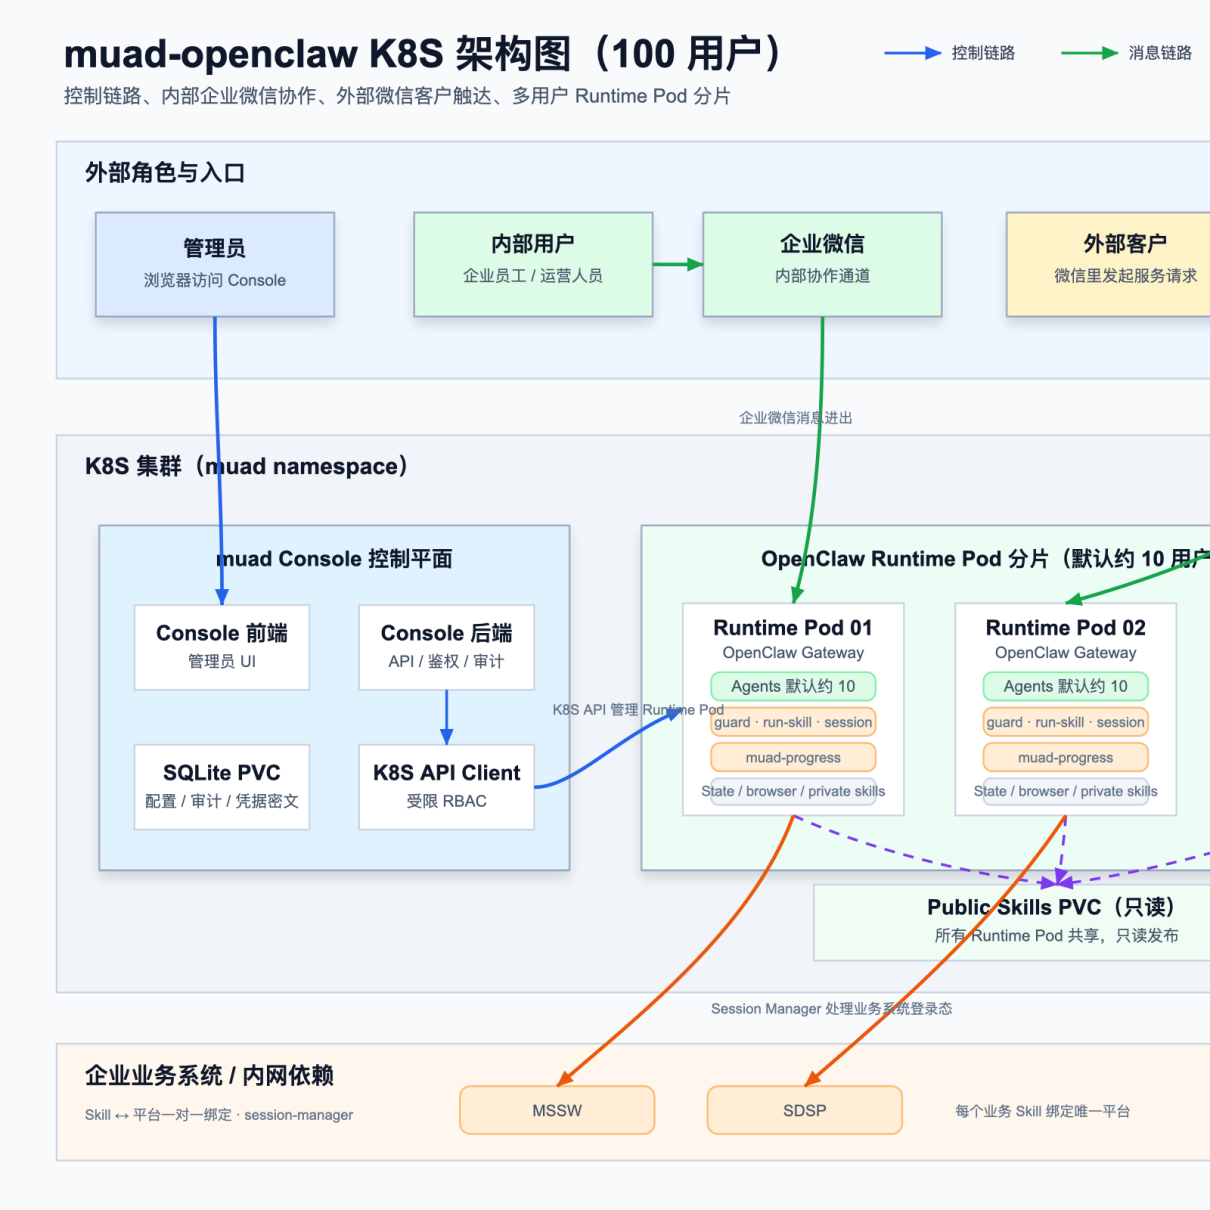 muad-openclaw K8S 架构图（100 用户）
控制链路
消息链路
控制链路、内部企业微信协作、外部微信客户触达、多用户 Runtime Pod 分片
外部角色与入口
管理员
浏览器访问 Console
内部用户
企业员工 / 运营人员
企业微信
内部协作通道
外部客户
微信里发起服务请求
企业微信消息进出
K8S 集群（muad namespace）
muad Console 控制平面
Console 前端
管理员 UI
Console 后端
API / 鉴权 / 审计
SQLite PVC
配置 / 审计 / 凭据密文
K8S API Client
受限 RBAC
K8S API 管理 Runtime Pod
OpenClaw Runtime Pod 分片（默认约 10 用户
Runtime Pod 01
OpenClaw Gateway
Agents 默认约 10
guard · run-skill · session
muad-progress
State / browser / private skills
Runtime Pod 02
OpenClaw Gateway
Agents 默认约 10
guard · run-skill · session
muad-progress
State / browser / private skills
Public Skills PVC（只读）
所有 Runtime Pod 共享，只读发布
Session Manager 处理业务系统登录态
企业业务系统 / 内网依赖
Skill ↔ 平台一对一绑定 · session-manager
MSSW
SDSP
每个业务 Skill 绑定唯一平台